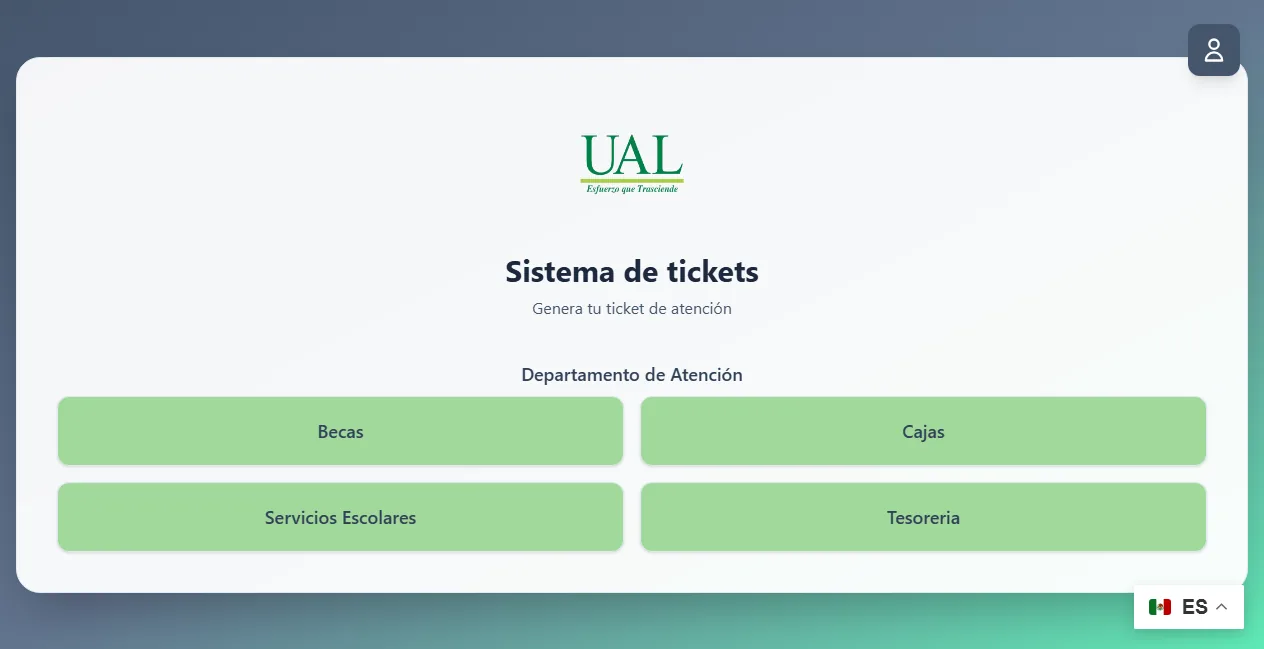 UAL
Esfuerzo que Trasciende
Sistema de tickets
Genera tu ticket de atención
Departamento de Atención
Becas
Cajas
Servicios Escolares
Tesoreria
ES